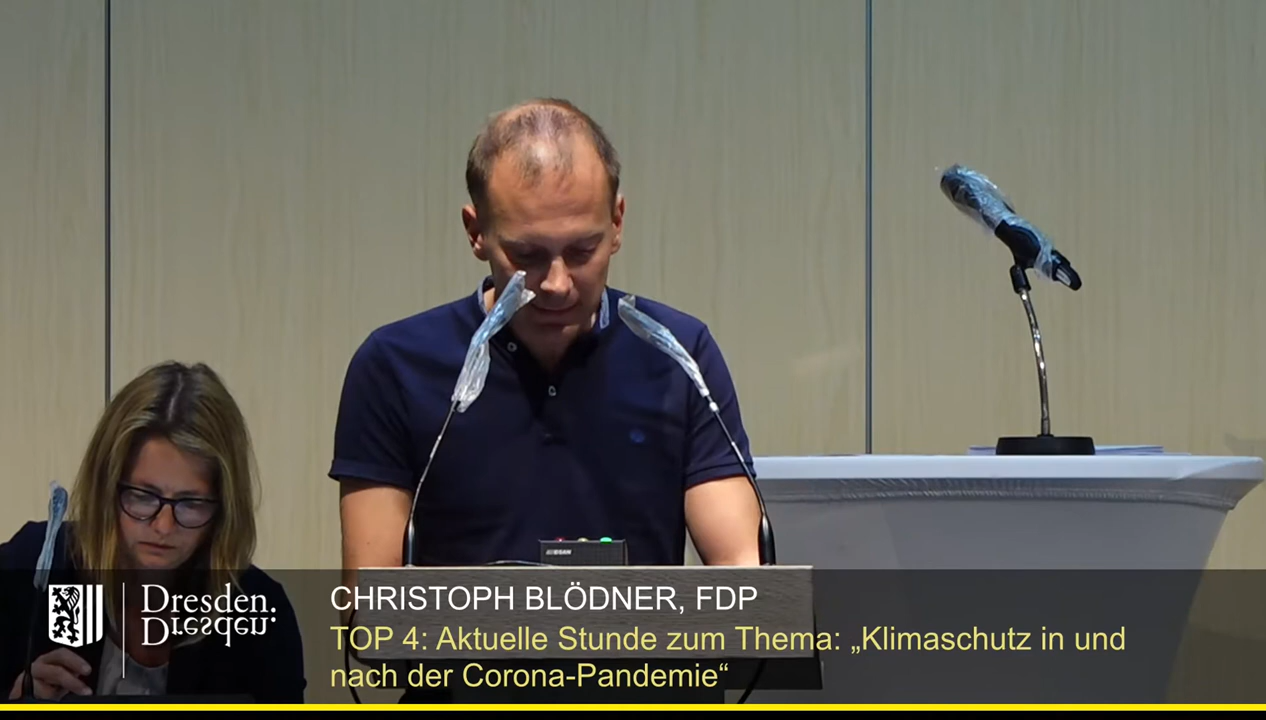 Dresden.
Dresden.
CHRISTOPH BLÖDNER, FDP
TOP 4: Aktuelle Stunde zum Thema: „Klimaschutz in und
nach der Corona-Pandemie“